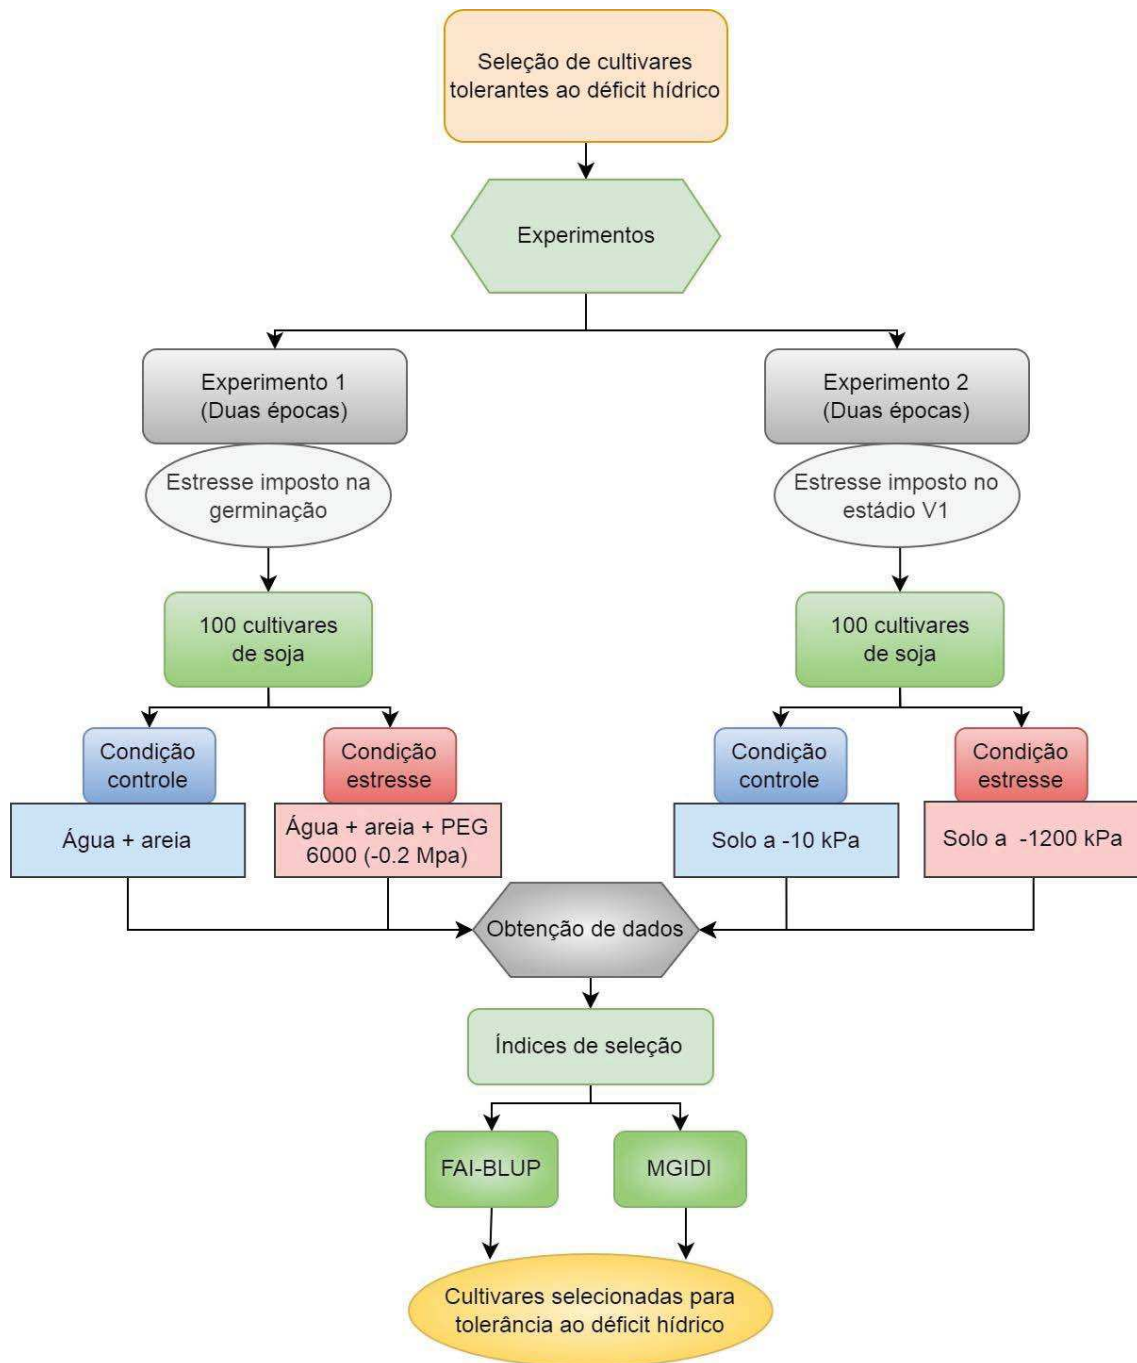 Seleção de cultivares
tolerantes ao déficit hídrico
Experimentos
Experimento 1
(Duas épocas)
Estresse imposto na
germinação
100 cultivares
de soja
Condição
controle
Condição
estresse
Água + areia
Água + areia + PEG
6000 (-0.2 Mpa)
Experimento 2
(Duas épocas)
Estresse imposto no
estádio V1
100 cultivares
de soja
Condição
controle
Condição
estresse
Solo a -10 kPa
Solo a -1200 kPa
Obtenção de dados
Índices de seleção
FAI-BLUP
MGIDI
Cultivares selecionadas para
tolerância ao déficit hídrico